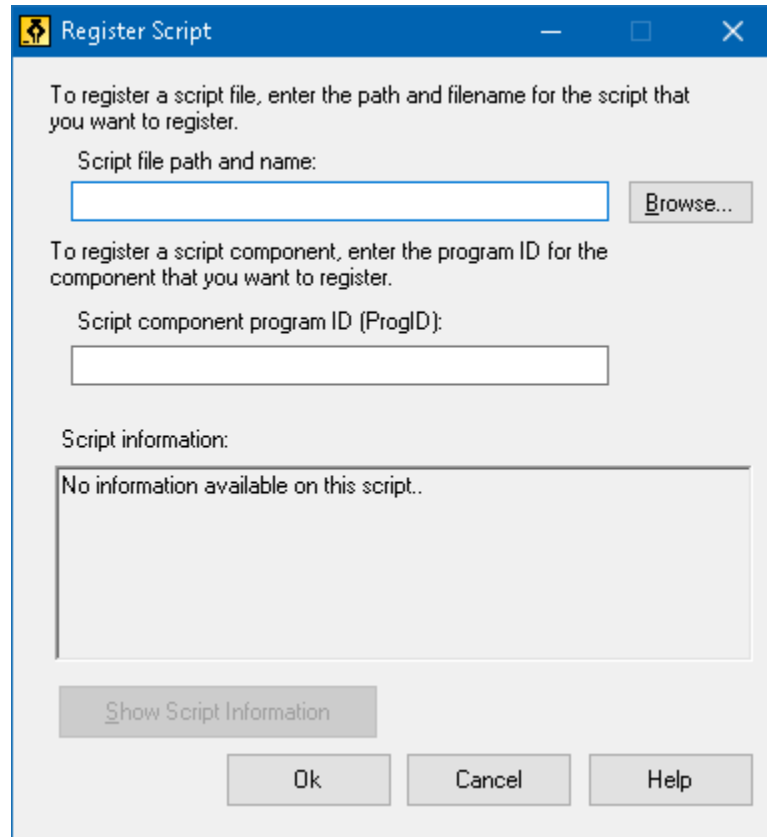 Register Script
To register a script file, enter the path and filename for the script that
you want to register.
Script file path and name:
Browse...
To register a script component, enter the program ID for the
component that you want to register.
Script component program ID (ProgID):
Script information:
No information available on this script..
Show Script Information
Ok Cancel Help